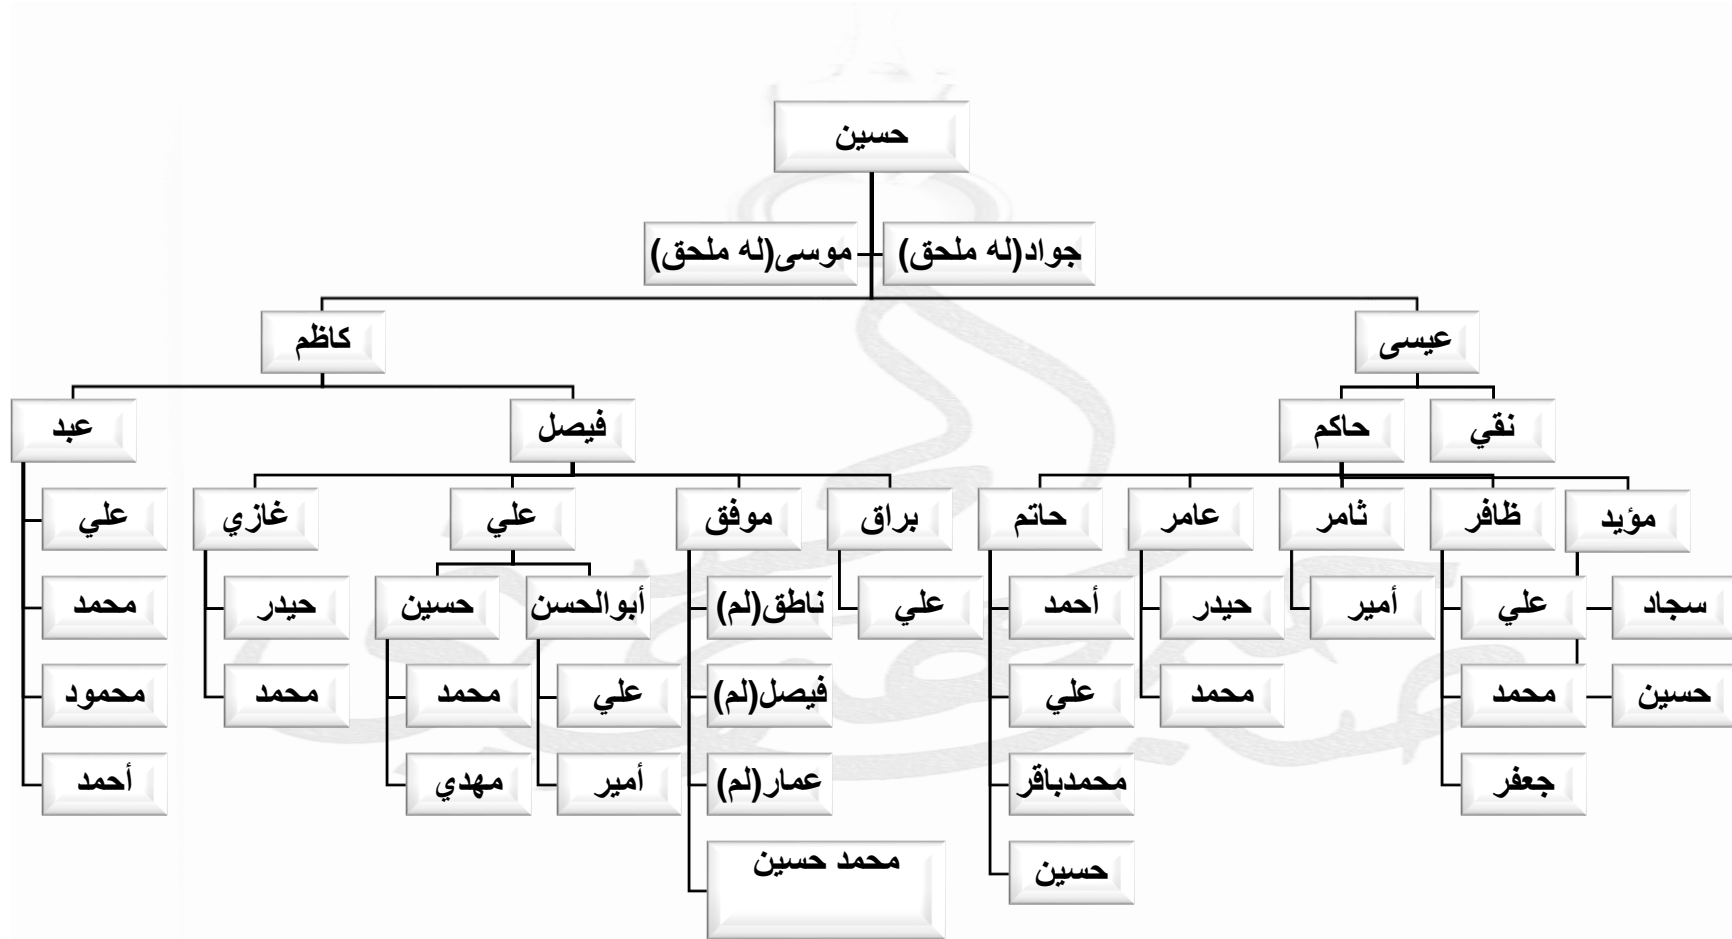 حسين
جواد(له ملحق)
موسى(له ملحق)
عيسى
كاظم
نقي
حاكم
فيصل
عبد
مؤيد
ظافر
ثامر
عامر
حاتم
براق
موفق
علي
غازي
علي
سجاد
علي
أمير
حيدر
أحمد
علي
ناطق(لم)
أبوالحسن
حسين
حيدر
محمد
حسين
محمد
محمد
علي
فيصل(لم)
علي
محمد
محمد
محمود
جعفر
محمدباقر
عمار(لم)
أمير
مهدي
أحمد
حسين
محمد حسين